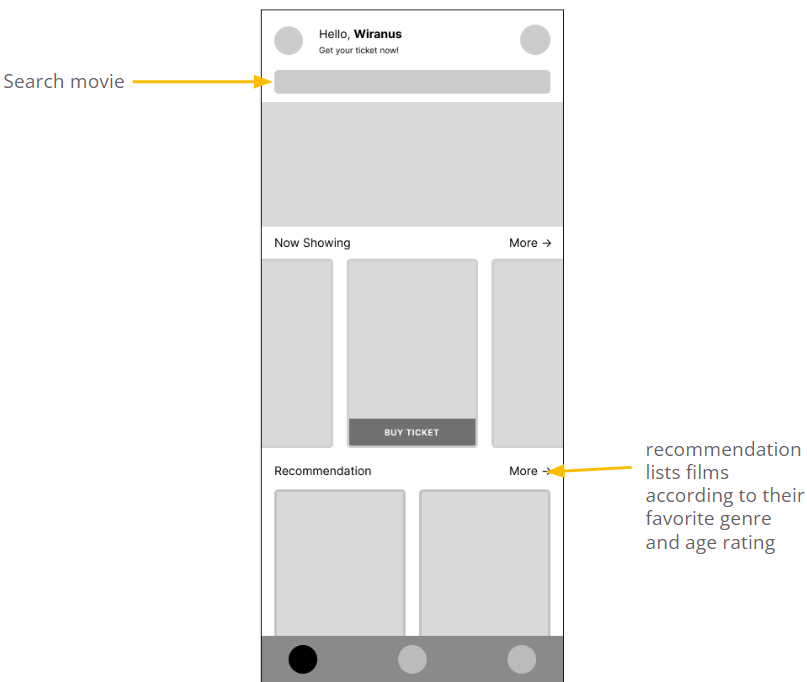 Hello, Wiranus
Get your ticket now!
Search movie
Now Showing
More →
BUY TICKET
Recommendation
More →
recommendation
lists films
according to their
favorite genre
and age rating